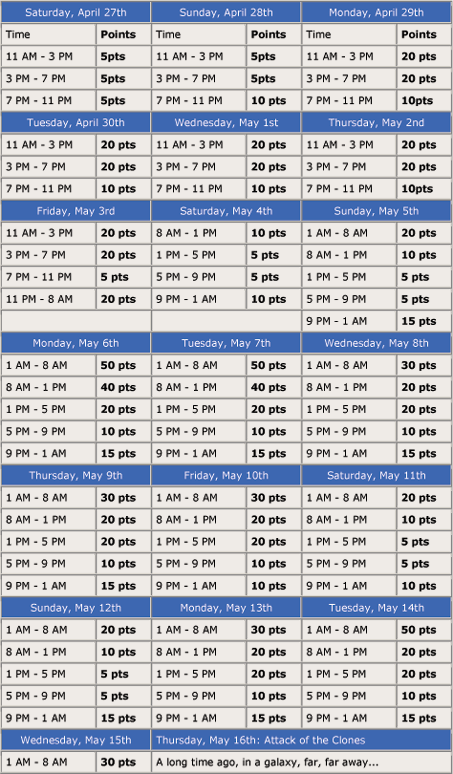 Saturday, April 27th Sunday, April 28th Monday, April 29th
Time Points Time Points Time Points
11 AM - 3 PM 5pts 11 AM - 3 PM 5pts 11 AM - 3 PM 20 pts
3 PM - 7 PM 5pts 3 PM - 7 PM 5pts 3 PM - 7 PM 20 pts
7 PM - 11 PM 5pts 7 PM - 11 PM 10 pts 7 PM - 11 PM 10pts
Tuesday, April 30th Wednesday, May 1st Thursday, May 2nd
11 AM - 3 PM 20 pts 11 AM - 3 PM 20 pts 11 AM - 3 PM 20 pts
3 PM - 7 PM 20 pts 3 PM - 7 PM 20 pts 3 PM - 7 PM 20 pts
7 PM - 11 PM 10 pts 7 PM - 11 PM 10 pts 7 PM - 11 PM 10pts
Friday, May 3rd Saturday, May 4th Sunday, May 5th
11 AM - 3 PM 20 pts 8 AM - 1 PM 10 pts 1 AM - 8 AM 20 pts
3 PM - 7 PM 20 pts 1 PM - 5 PM 5 pts 8 AM - 1 PM 10 pts
7 PM - 11 PM 5 pts 5 PM - 9 PM 5 pts 1 PM - 5 PM 5 pts
11 PM - 8 AM 20 pts 9 PM - 1 AM 10 pts 5 PM - 9 PM 5 pts
9 PM - 1 AM 15 pts
Monday, May 6th Tuesday, May 7th Wednesday, May 8th
1 AM - 8 AM 50 pts 1 AM - 8 AM 50 pts 1 AM - 8 AM 30 pts
8 AM - 1 PM 40 pts 8 AM - 1 PM 40 pts 8 AM - 1 PM 20 pts
1 PM - 5 PM 20 pts 1 PM - 5 PM 20 pts 1 PM - 5 PM 20 pts
5 PM - 9 PM 10 pts 5 PM - 9 PM 10 pts 5 PM - 9 PM 10 pts
9 PM - 1 AM 15 pts 9 PM - 1 AM 15 pts 9 PM - 1 AM 15 pts
Thursday, May 9th Friday, May 10th Saturday, May 11th
1 AM - 8 AM 30 pts 1 AM - 8 AM 30 pts 1 AM - 8 AM 20 pts
8 AM - 1 PM 20 pts 8 AM - 1 PM 20 pts 8 AM - 1 PM 10 pts
1 PM - 5 PM 20 pts 1 PM - 5 PM 20 pts 1 PM - 5 PM 5 pts
5 PM - 9 PM 10 pts 5 PM - 9 PM 10 pts 5 PM - 9 PM 5 pts
9 PM - 1 AM 15 pts 9 PM - 1 AM 10 pts 9 PM - 1 AM 10 pts
Sunday, May 12th Monday, May 13th Tuesday, May 14th
1 AM - 8 AM 20 pts 1 AM - 8 AM 30 pts 1 AM - 8 AM 50 pts
8 AM - 1 PM 10 pts 8 AM - 1 PM 20 pts 8 AM - 1 PM 20 pts
1 PM - 5 PM 5 pts 1 PM - 5 PM 20 pts 1 PM - 5 PM 20 pts
5 PM - 9 PM 5 pts 5 PM - 9 PM 10 pts 5 PM - 9 PM 10 pts
9 PM - 1 AM 15 pts 9 PM - 1 AM 15 pts 9 PM - 1 AM 15 pts
Wednesday, May 15th Thursday, May 16th: Attack of the Clones
1 AM - 8 AM 30 pts A long time ago, in a galaxy, far, far away...